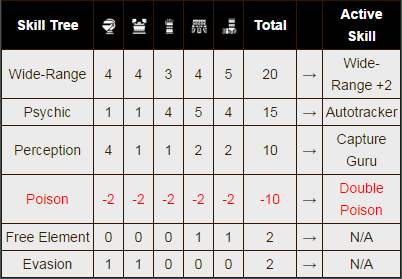 Skill Tree Total → Active Skill
Wide-Range 4 4 3 4 5 20 → Wide-Range +2
Psychic 1 1 4 5 4 15 → Autotracker
Perception 4 1 1 2 2 10 → Capture Guru
Poison -2 -2 -2 -2 -2 -10 → Double Poison
Free Element 0 0 0 1 1 2 → N/A
Evasion 1 1 0 0 0 2 → N/A